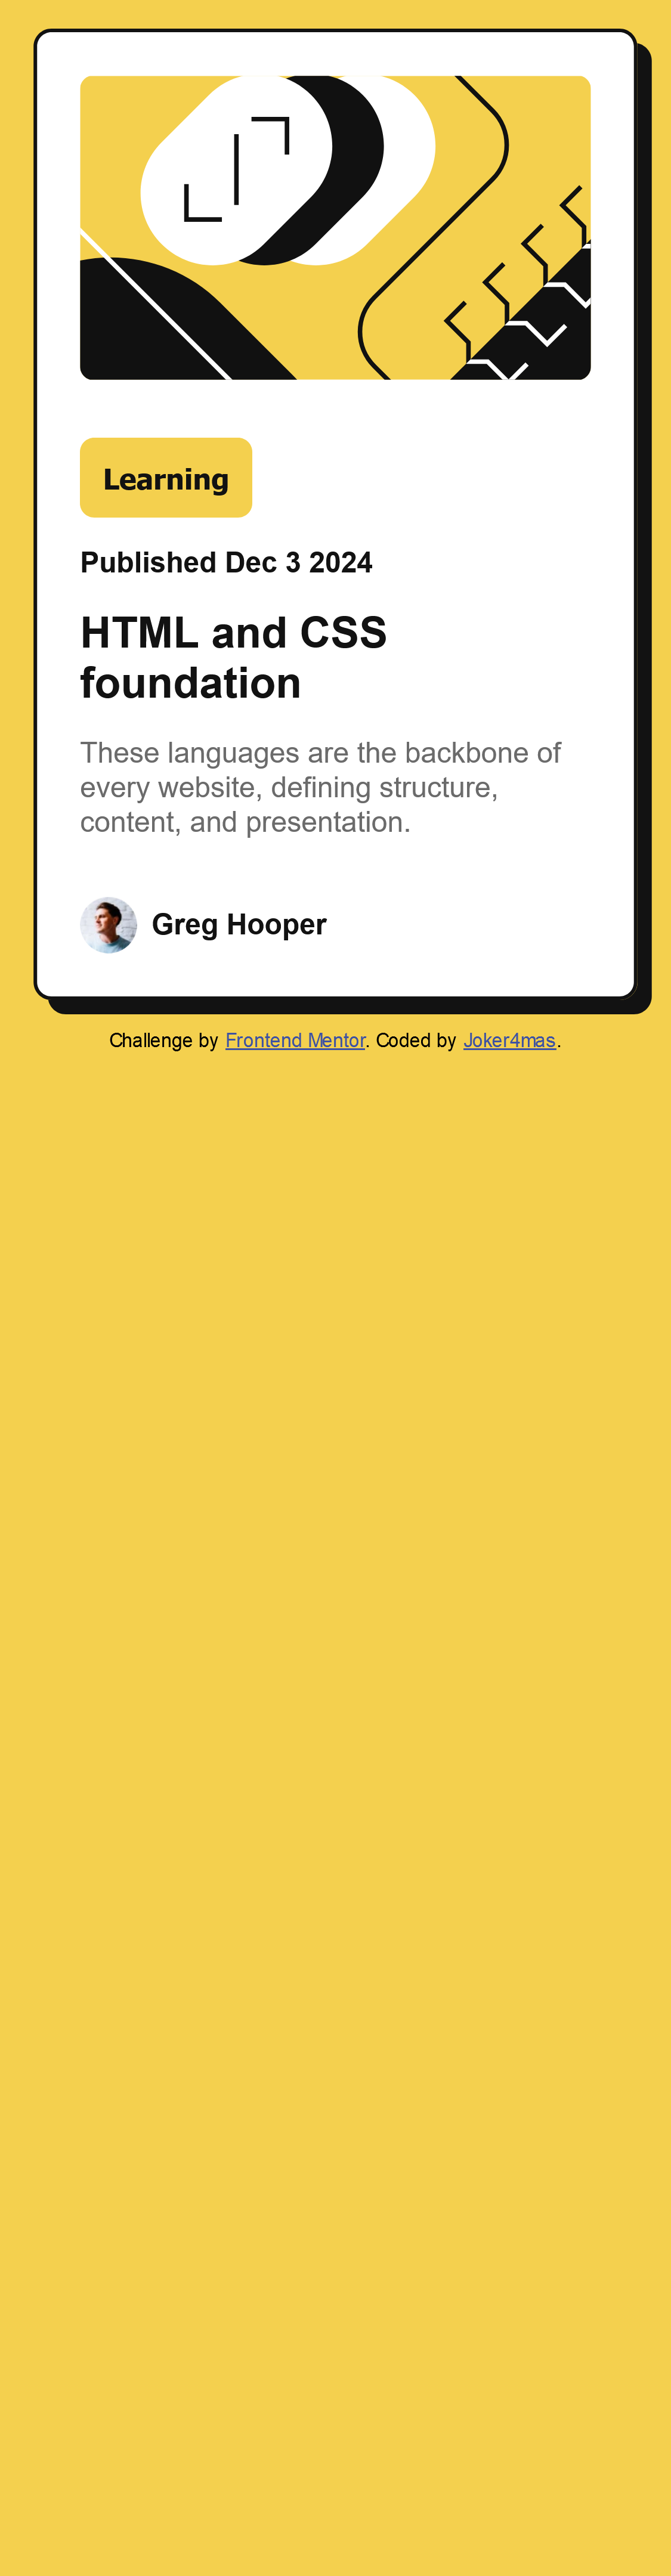 Learning
Published Dec 3 2024
HTML and CSS
foundation
These languages are the backbone of
every website, defining structure,
content, and presentation.
Greg Hooper
Challenge by Frontend Mentor. Coded by Joker4mas.